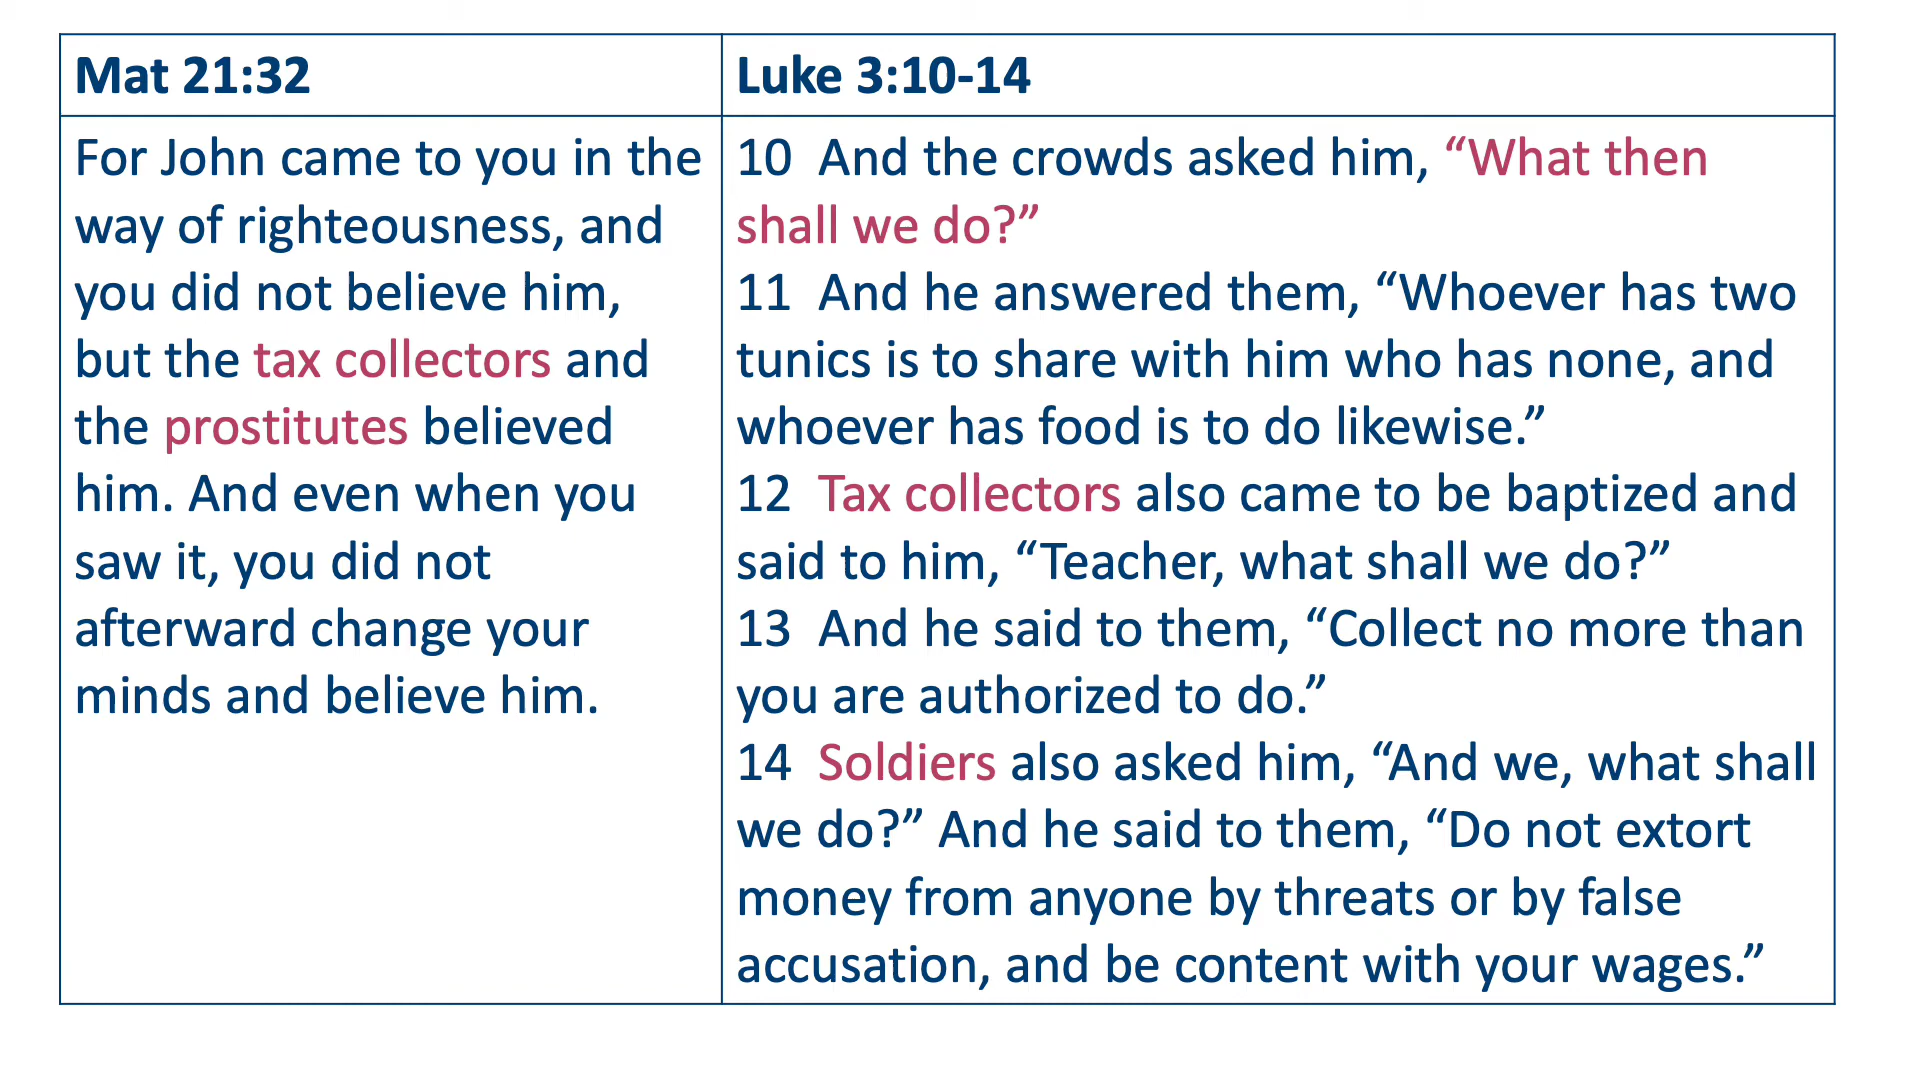 Mat 21:32
For John came to you in the
way of righteousness, and
you did not believe him,
but the tax collectors and
the prostitutes believed
him. And even when you
saw it, you did not
afterward change your
minds and believe him.
Luke 3:10-14
10  And the crowds asked him, “What then
shall we do?”
11  And he answered them, “Whoever has two
tunics is to share with him who has none, and
whoever has food is to do likewise.”
12  Tax collectors also came to be baptized and
said to him, “Teacher, what shall we do?”
13  And he said to them, “Collect no more than
you are authorized to do.”
14  Soldiers also asked him, “And we, what shall
we do?” And he said to them, “Do not extort
money from anyone by threats or by false
accusation, and be content with your wages.”